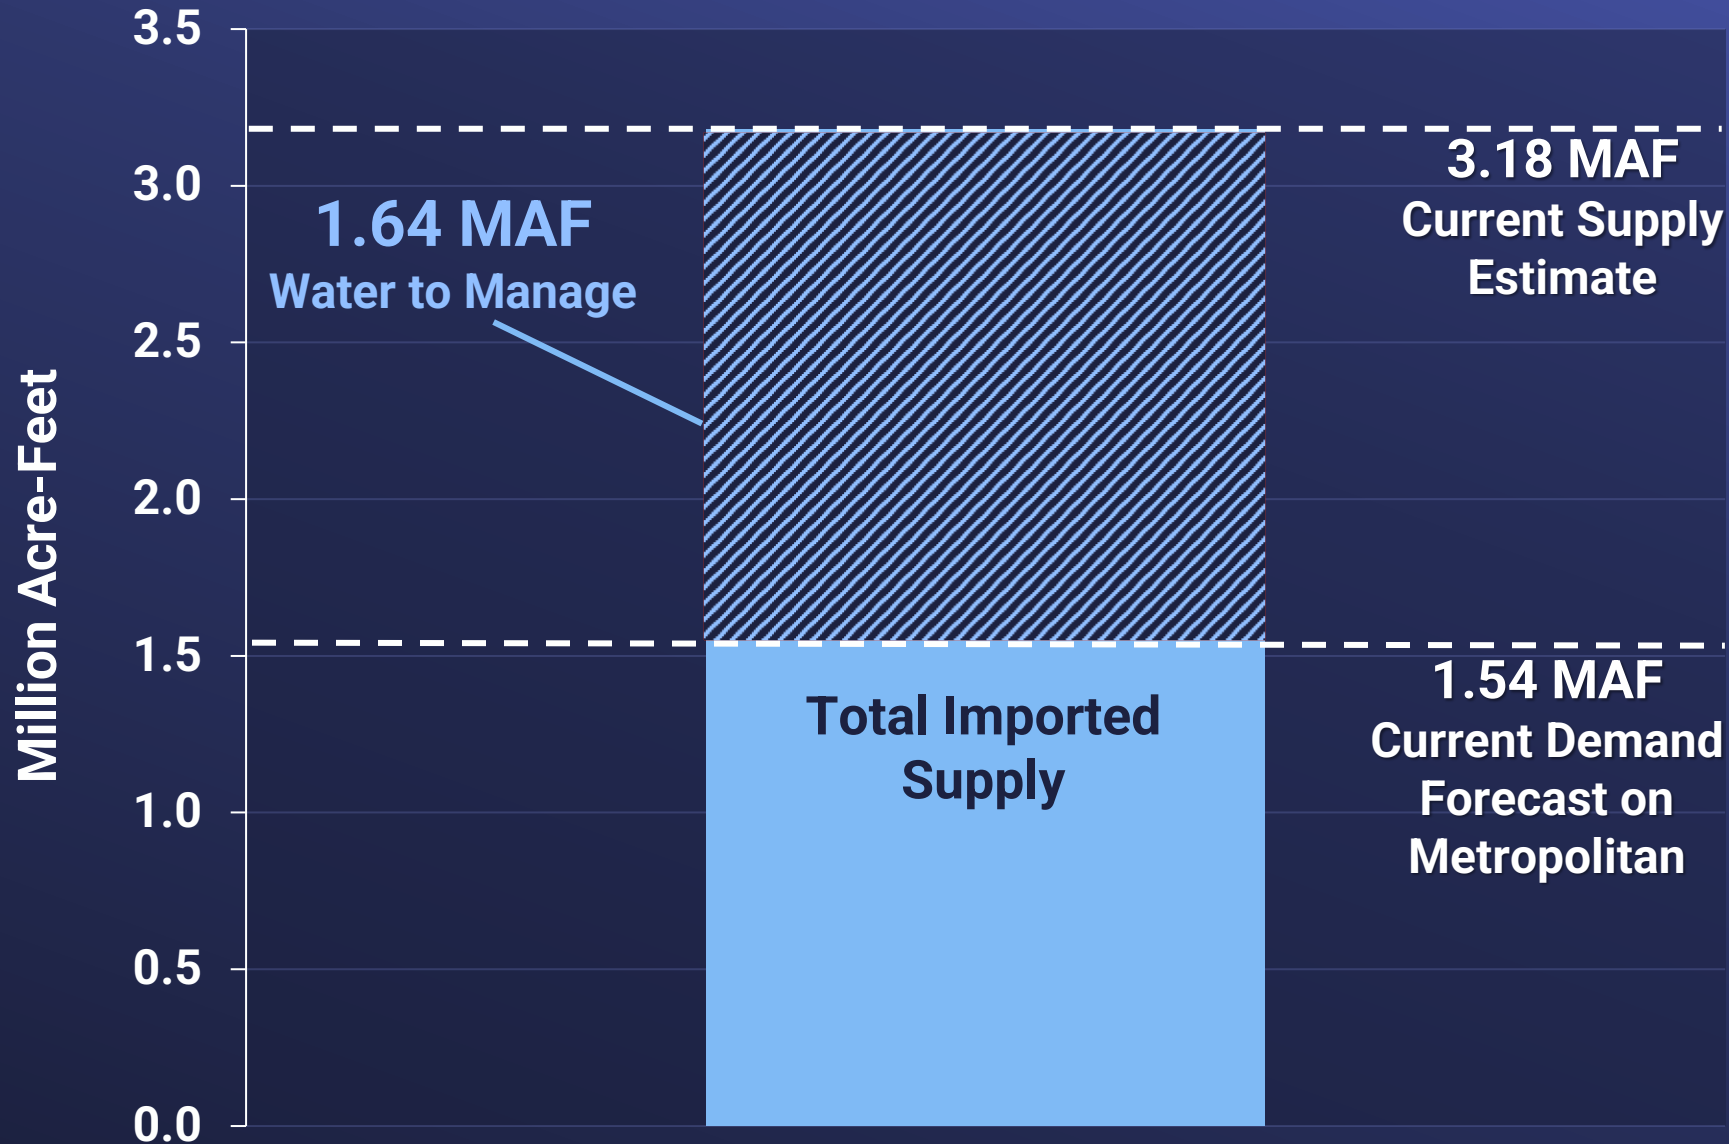 Million Acre-Feet
3.5
3.0
2.5
2.0
1.5
1.0
0.5
0.0
1.64 MAF
Water to Manage
Total Imported
Supply
3.18 MAF
Current Supply
Estimate
1.54 MAF
Current Demand
Forecast on
Metropolitan